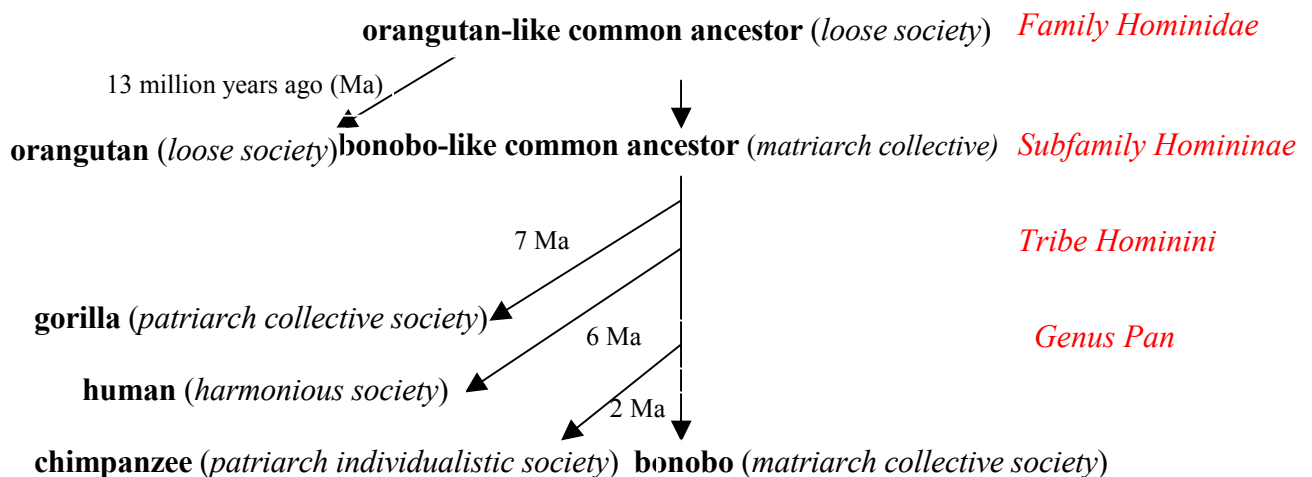 orangutan-like common ancestor (loose society) Family Hominidae
13 million years ago (Ma)
orangutan (loose society) bonobo-like common ancestor (matriarch collective) Subfamily Homininae
7 Ma
Tribe Hominini
gorilla (patriarch collective society)
6 Ma
Genus Pan
human (harmonious society)
2 Ma
chimpanzee (patriarch individualistic society) bonobo (matriarch collective society)